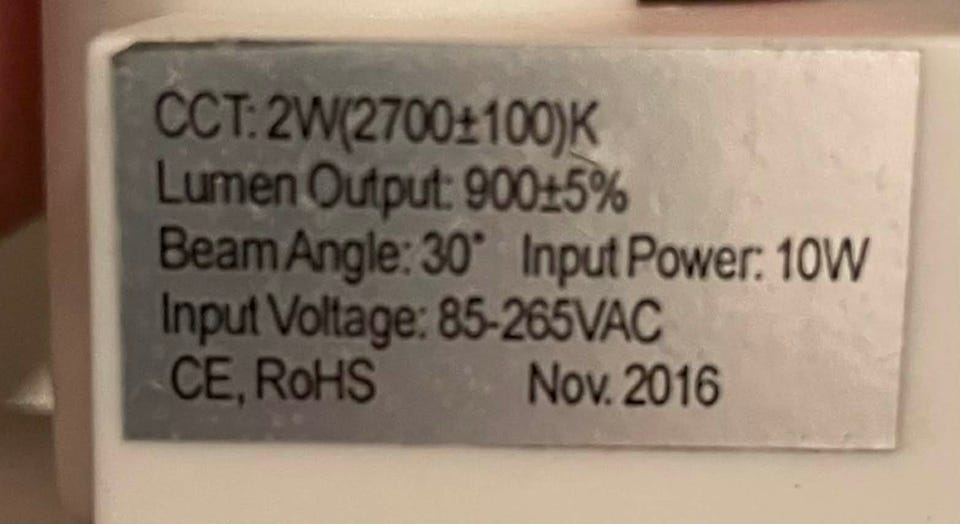 CCT: 2W(2700±100)K
Lumen Output: 900±5%
Beam Angle: 30° Input Power: 10W
Input Voltage: 85-265VAC
CE, RoHS Nov. 2016